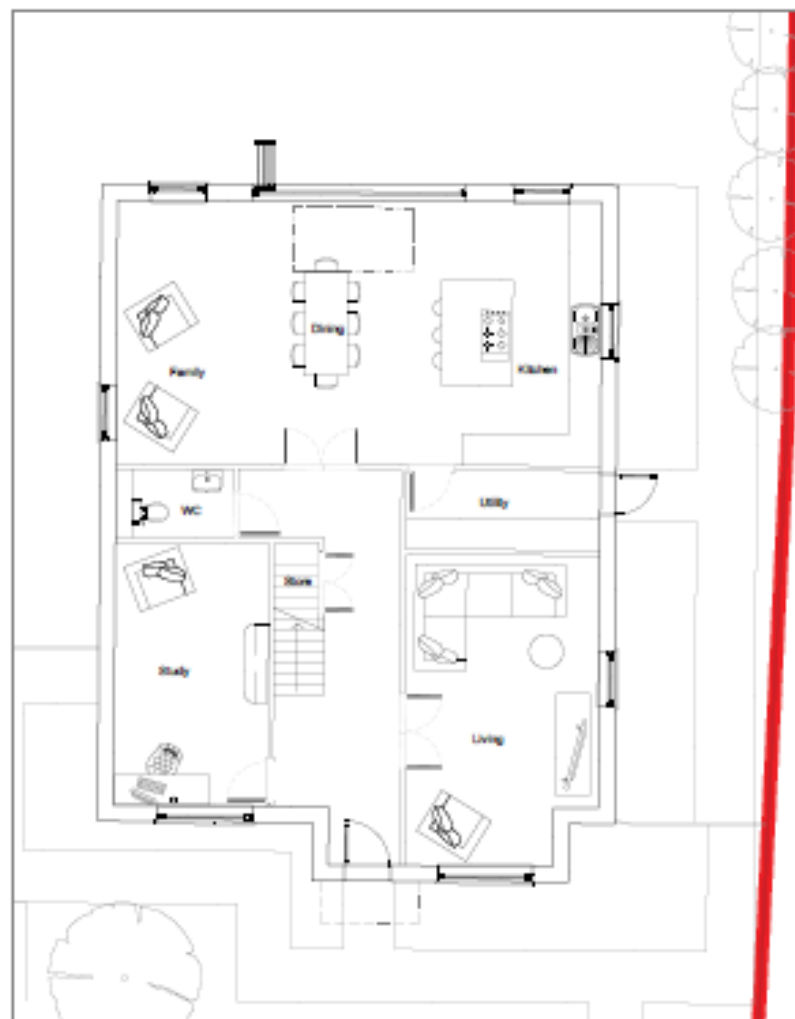 Dining
Family
Kitchen
WC
Utility
Store
Study
Living